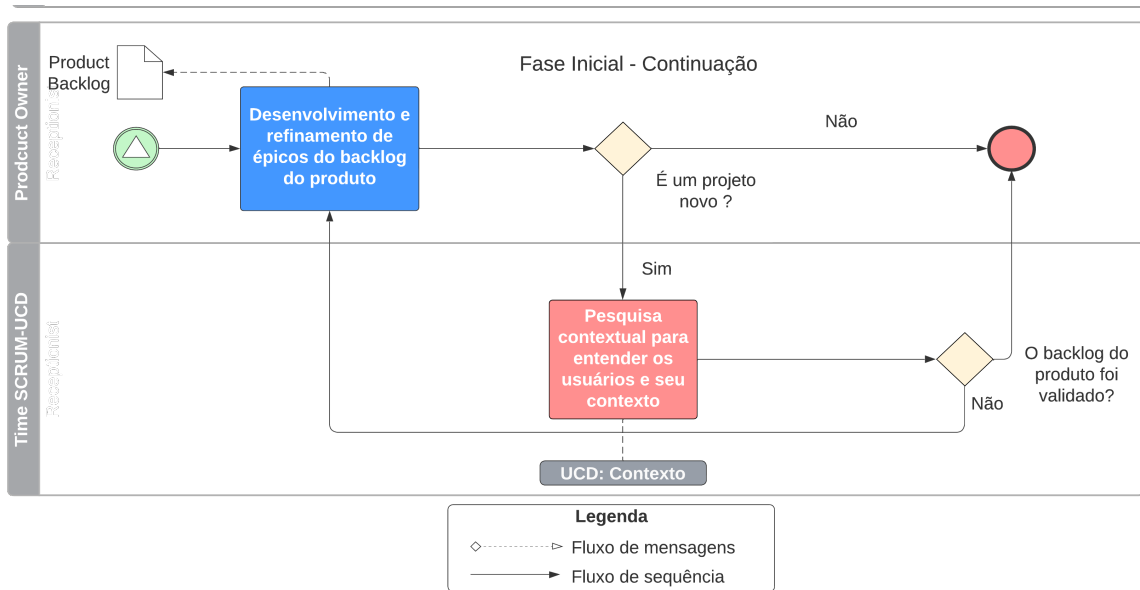 Prodcuct Owner
Receptionist
Product
Backlog
Fase Inicial - Continuação
Desenvolvimento e
refinamento de
épicos do backlog
do produto
Não
É um projeto
novo ?
Time SCRUM-UCD
Receptionist
Sim
Pesquisa
contextual para
entender os
usuários e seu
contexto
O backlog do
produto foi
validado?
Não
UCD: Contexto
Legenda
Fluxo de mensagens
Fluxo de sequência